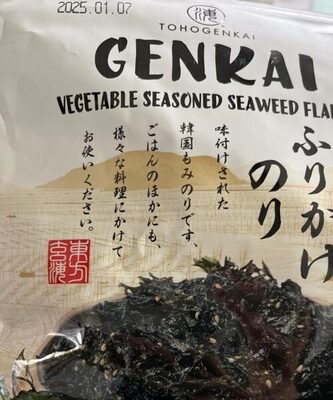 2025.01.07
TOHOGENKAI
GENKAI
VEGETABLE SEASONED SEAWEED FLA
ふりかけ
のり
味付けされた
韓国もみのりです、
ごはんのほかにも、
様々な料理にかけて
お使いください。
東方
玄海